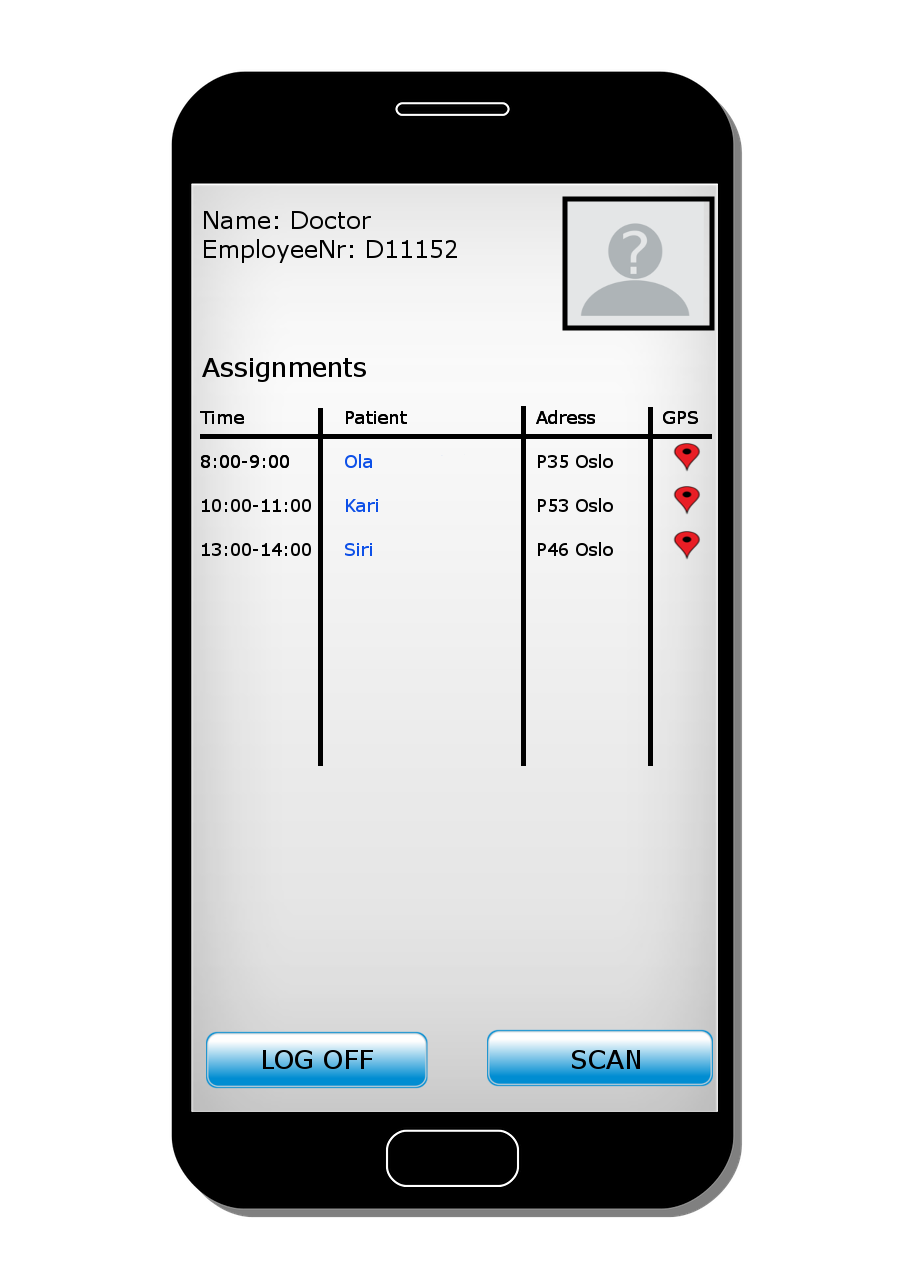 Name: Doctor
EmployeeNr: D11152
?
Assignments
Time Patient Adress GPS
8:00-9:00 Ola P35 Oslo
10:00-11:00 Kari P53 Oslo
13:00-14:00 Siri P46 Oslo
LOG OFF SCAN